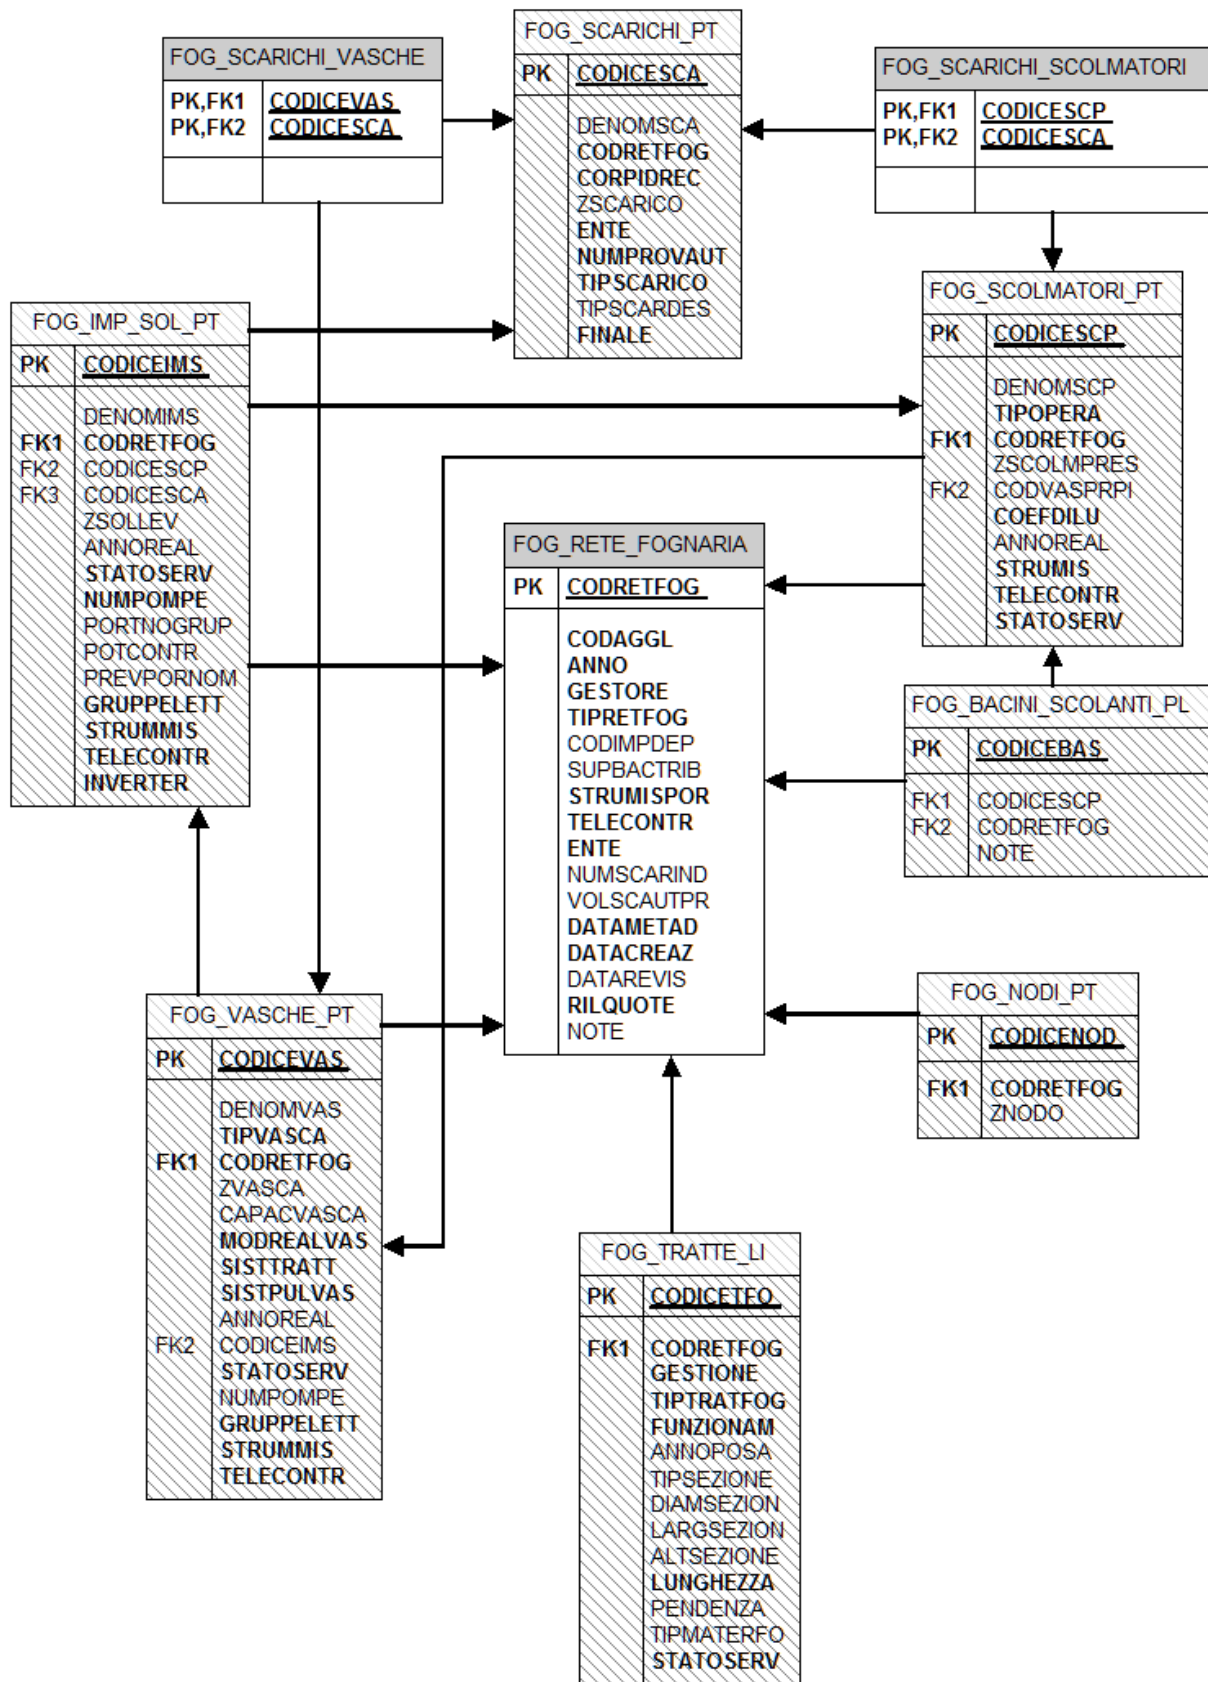 FOG_SCARICHI_VASCHE
PK,FK1 CODICEVAS
PK,FK2 CODICESCA
FOG_SCARICHI_PT
PK CODICESCA
DENOMSCA
CODRETFOG
CORPIDREC
ZSCARICO
ENTE
NUMPROVAUT
TIPSCARICO
TIPSCARDES
FINALE
FOG_SCARICHI_SCOLMATORI
PK,FK1 CODICESCP
PK,FK2 CODICESCA
FOG_IMP_SOL_PT
PK CODICEIMS
DENOMIMS
FK1 CODRETFOG
FK2 CODICESCP
FK3 CODICESCA
ZSOLLEV
ANNOREAL
STATOSERV
NUMPOMPE
PORTNOGRUP
POTCONTR
PREVPORNOM
GRUPPELETT
STRUMMIS
TELECONTR
INVERTER
FOG_SCOLMATORI_PT
PK CODICESCP
DENOMSCP
TIPOPERA
FK1 CODRETFOG
ZSCOLMPRES
FK2 CODVASPRPI
COEFDILU
ANNOREAL
STRUMIS
TELECONTR
STATOSERV
FOG_RETE_FOGNARIA
PK CODRETFOG
CODAGGL
ANNO
GESTORE
TIPRETFOG
CODIMPDEP
SUPBACTRIB
STRUMISPOR
TELECONTR
ENTE
NUMSCARIND
VOLSCAUTPR
DATAMETAD
DATACREAZ
DATAREVIS
RILQUOTE
NOTE
FOG_BACINI_SCOLANTI_PL
PK CODICEBAS
FK1 CODICESCP
FK2 CODRETFOG
NOTE
FOG_VASCHE_PT
PK CODICEVAS
DENOMVAS
TIPVASCA
FK1 CODRETFOG
ZVASCA
CAPACVASCA
MODREALVAS
SISTTRATT
SISTPULVAS
ANNOREAL
FK2 CODICEIMS
STATOSERV
NUMPOMPE
GRUPPELETT
STRUMMIS
TELECONTR
FOG_NODI_PT
PK CODICENOD
FK1 CODRETFOG
ZNODO
FOG_TRATTE_LI
PK CODICETFO
FK1 CODRETFOG
GESTIONE
TIPTRATFOG
FUNZIONAM
ANNOPOSA
TIPSEZIONE
DIAMSEZION
LARGSEZION
ALTSEZIONE
LUNGHEZZA
PENDENZA
TIPMATERFO
STATOSERV